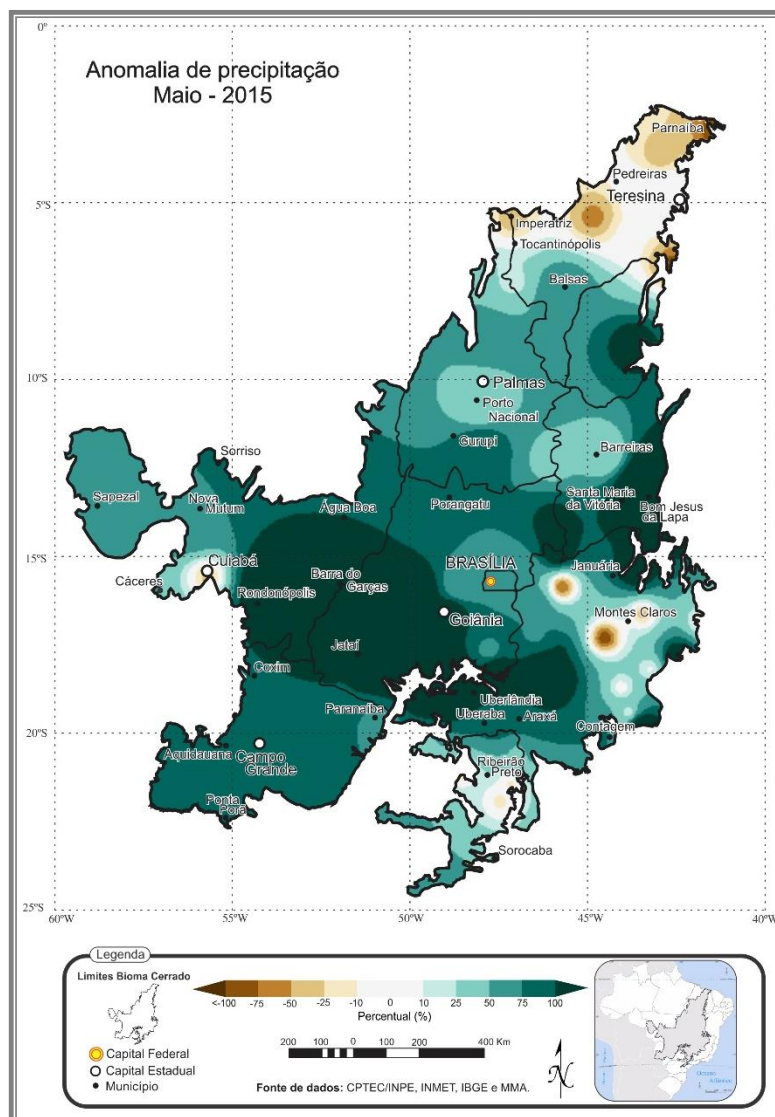 0°
Anomalia de precipitação
Maio - 2015
Parnaíba
Pedreiras
Teresina
5°S
Imperatriz
Tocantinópolis
Balsas
10°S
Palmas
Porto
Nacional
Gurupi
Barreiras
Sorriso
Sapezal
Nova
Mutum
Água Boa
Porangatu
Santa Maria
da Vitória
Bom Jesus
da Lapa
15°S
Cuiabá
BRASÍLIA
Januária
Cáceres
Barra do
Garças
Rondonópolis
Montes Claros
Goiânia
Jataí
Coxim
Paranaíba
Uberlândia
Uberaba
Araxá
Contagem
20°S
Aquidauana
Campo
Grande
Ribeirão
Preto
Ponta
Porã
Sorocaba
25°S
60°W
55°W
50°W
45°W
40°W
Legenda
Limites Bioma Cerrado
<-100 -75 -50 -25 -10 0 10 25 50 75 100
Percentual (%)
Capital Federal
Capital Estadual
Município
200 100 0 200 400 Km
N
Fonte de dados: CPTEC/INPE, INMET, IBGE e MMA.
Oceano
Atlântico